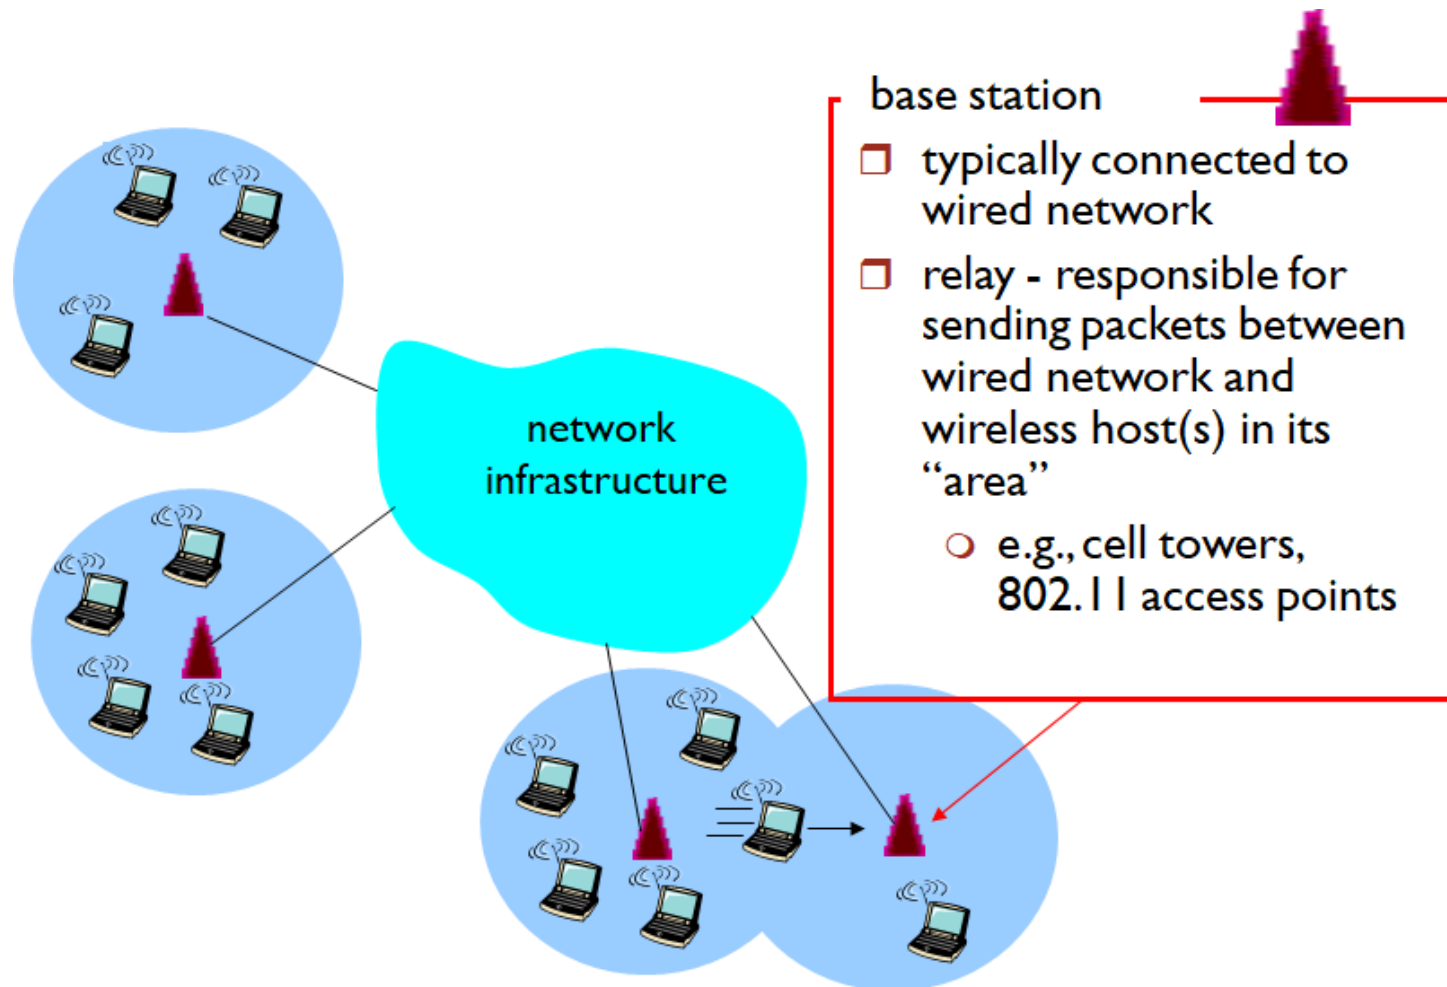 base station
typically connected to
wired network
relay - responsible for
sending packets between
wired network and
wireless host(s) in its
“area”
e.g., cell towers,
802.11 access points
network
infrastructure